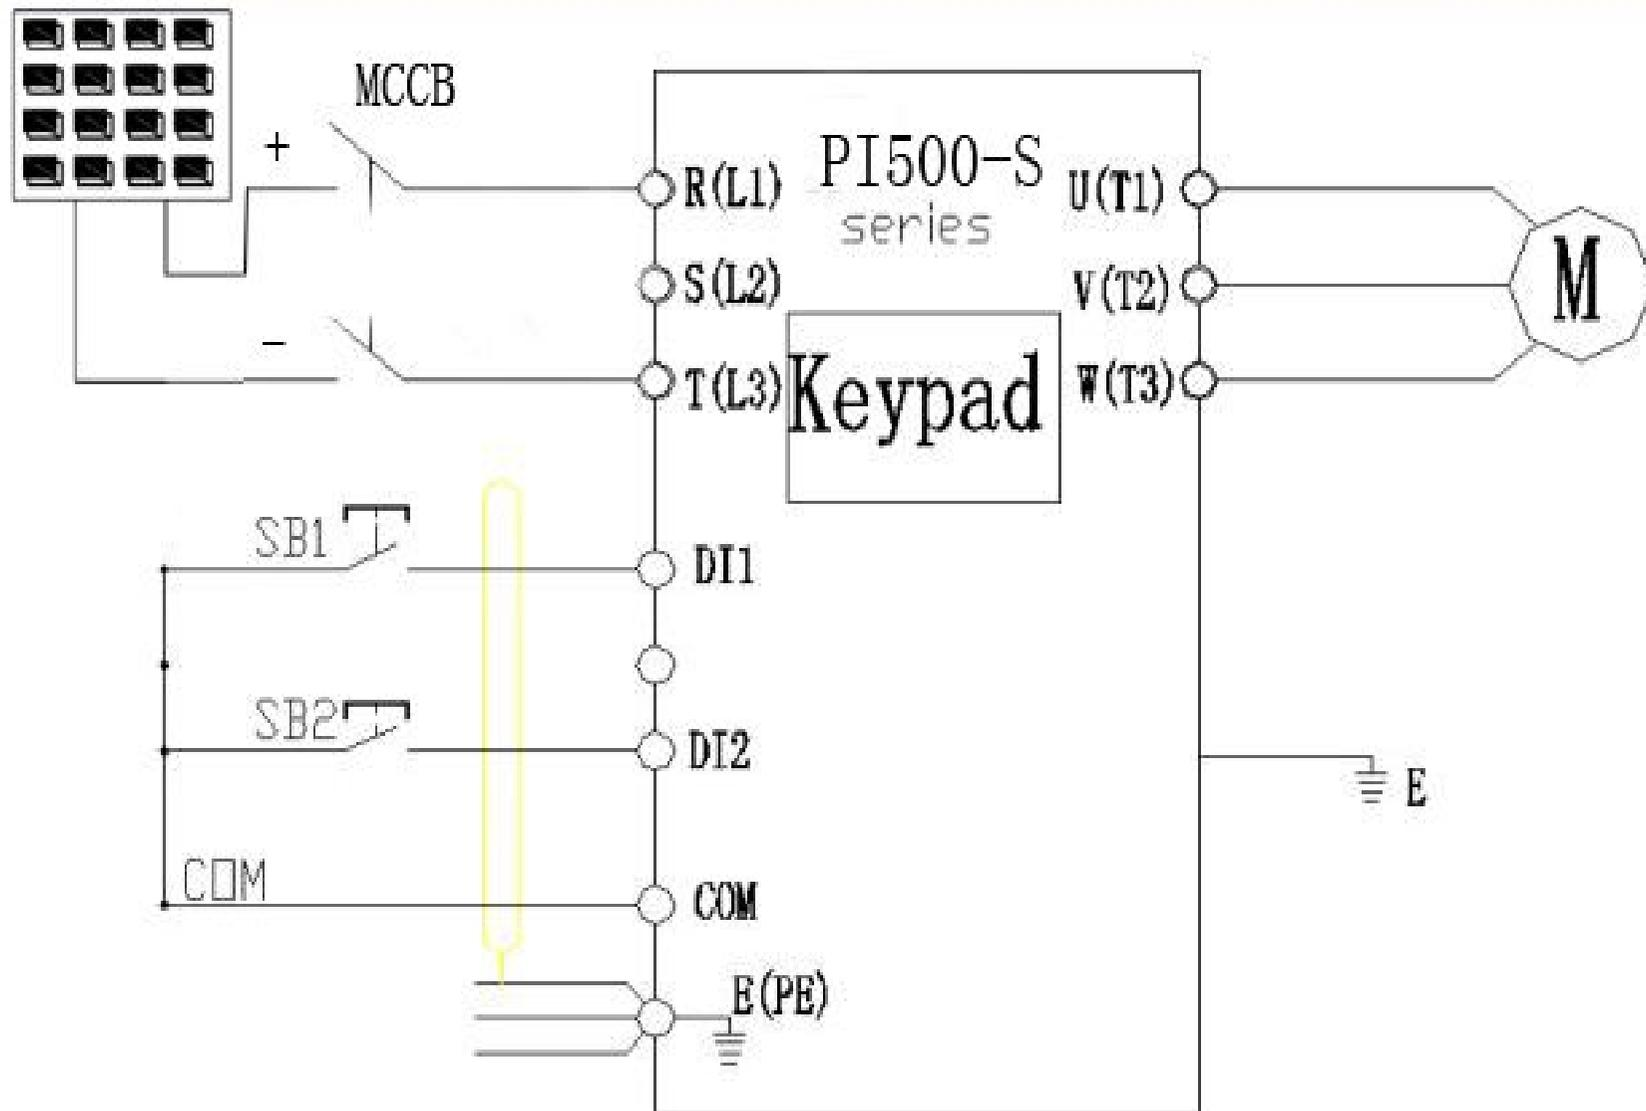 MCCB
+
PI500-S
series
R(L1)
U(T1)
S(L2)
V(T2)
-
T(L3)
Keypad
W(T3)
M
SB1
DI1
SB2
DI2
E
COM
COM
E(PE)